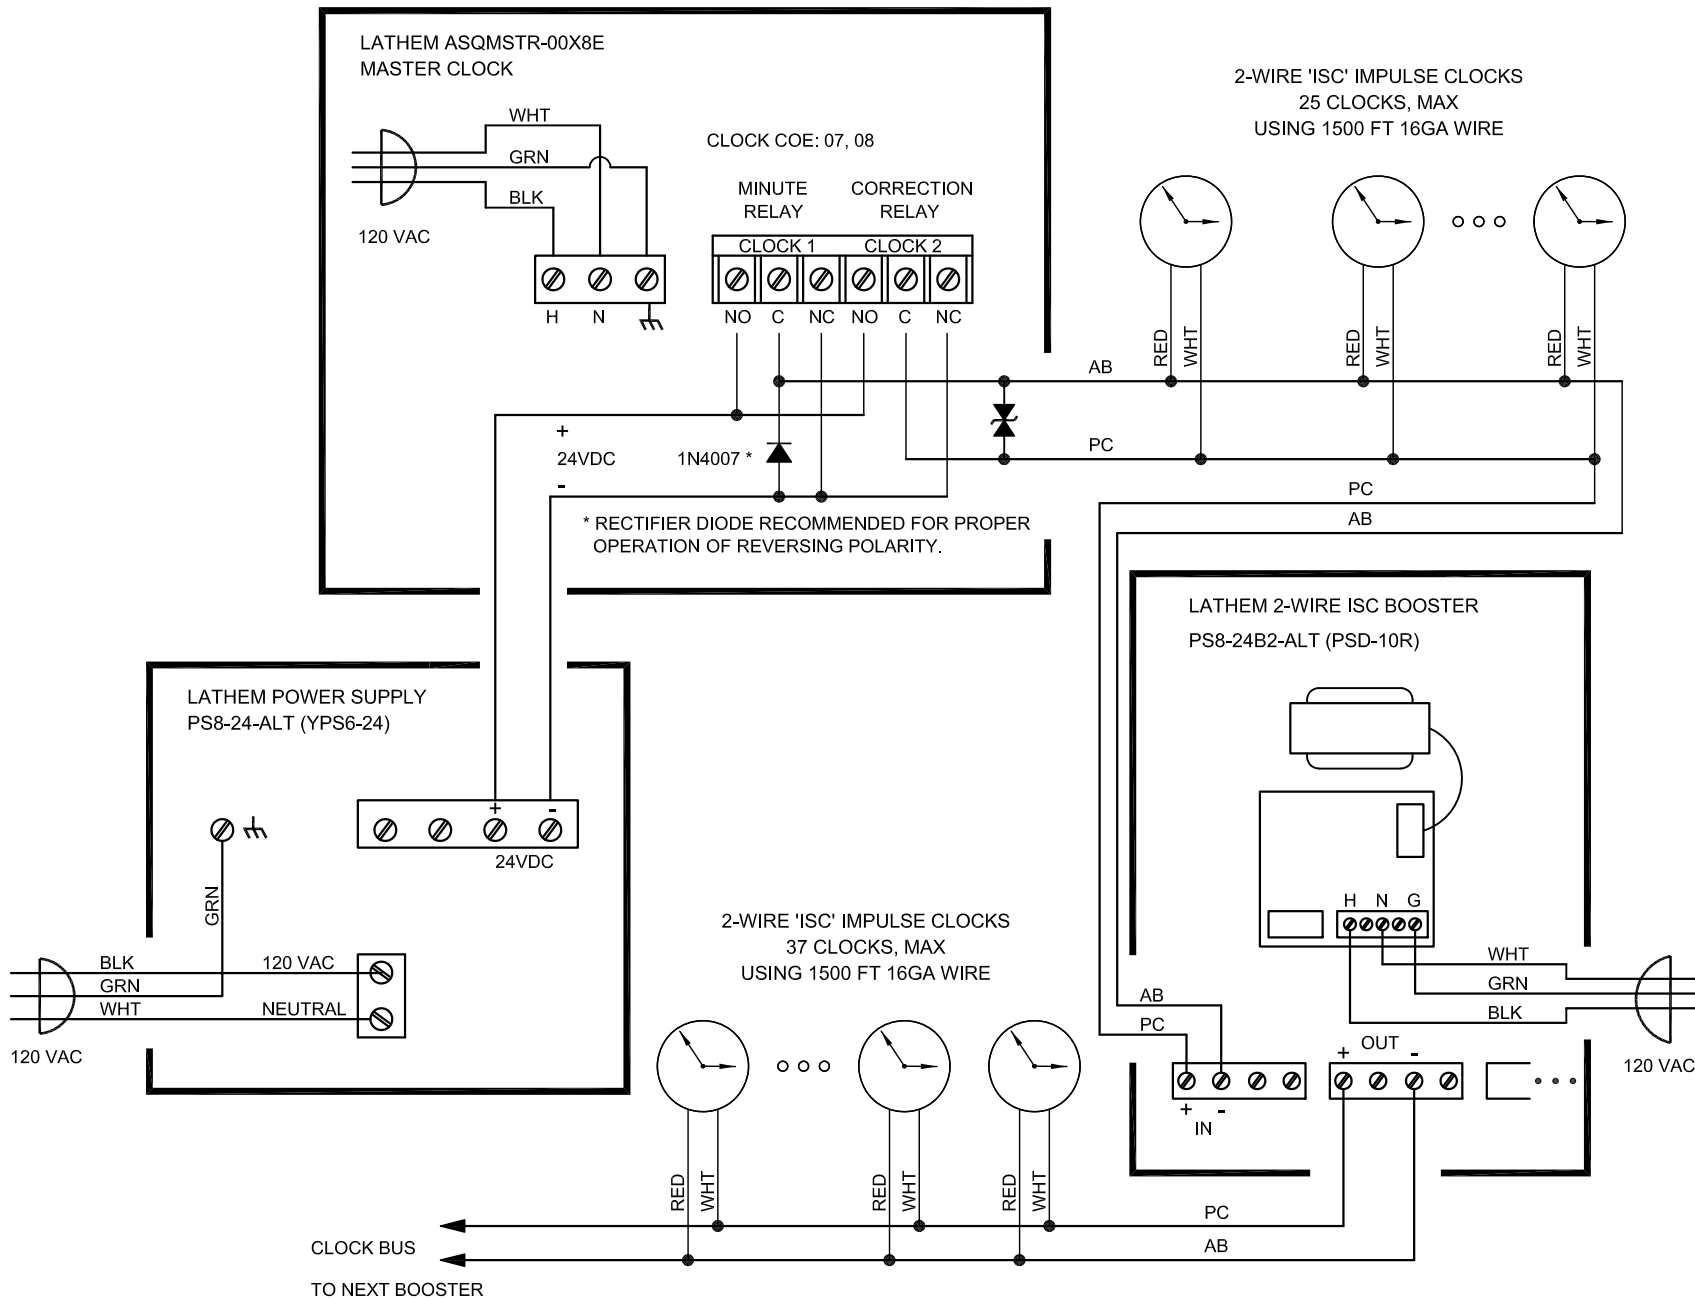 LATHEM ASQMSTR-00X8E
MASTER CLOCK
WHT
GRN
BLK
120 VAC
H N
CLOCK COE: 07, 08
MINUTE
RELAY
CORRECTION
RELAY
CLOCK 1 CLOCK 2
NO C NC NO C NC
+
24VDC
-
1N4007 *
* RECTIFIER DIODE RECOMMENDED FOR PROPER
OPERATION OF REVERSING POLARITY.
2-WIRE 'ISC' IMPULSE CLOCKS
25 CLOCKS, MAX
USING 1500 FT 16GA WIRE
RED
WHT
RED
WHT
RED
WHT
AB
PC
PC
AB
LATHEM POWER SUPPLY
PS8-24-ALT (YPS6-24)
+ -
24VDC
GRN
BLK
GRN
WHT
120 VAC
NEUTRAL
120 VAC
LATHEM 2-WIRE ISC BOOSTER
PS8-24B2-ALT (PSD-10R)
H N G
WHT
GRN
BLK
120 VAC
AB
PC
+ -
IN
+ OUT -
2-WIRE 'ISC' IMPULSE CLOCKS
37 CLOCKS, MAX
USING 1500 FT 16GA WIRE
RED
WHT
RED
WHT
RED
WHT
PC
AB
CLOCK BUS
TO NEXT BOOSTER